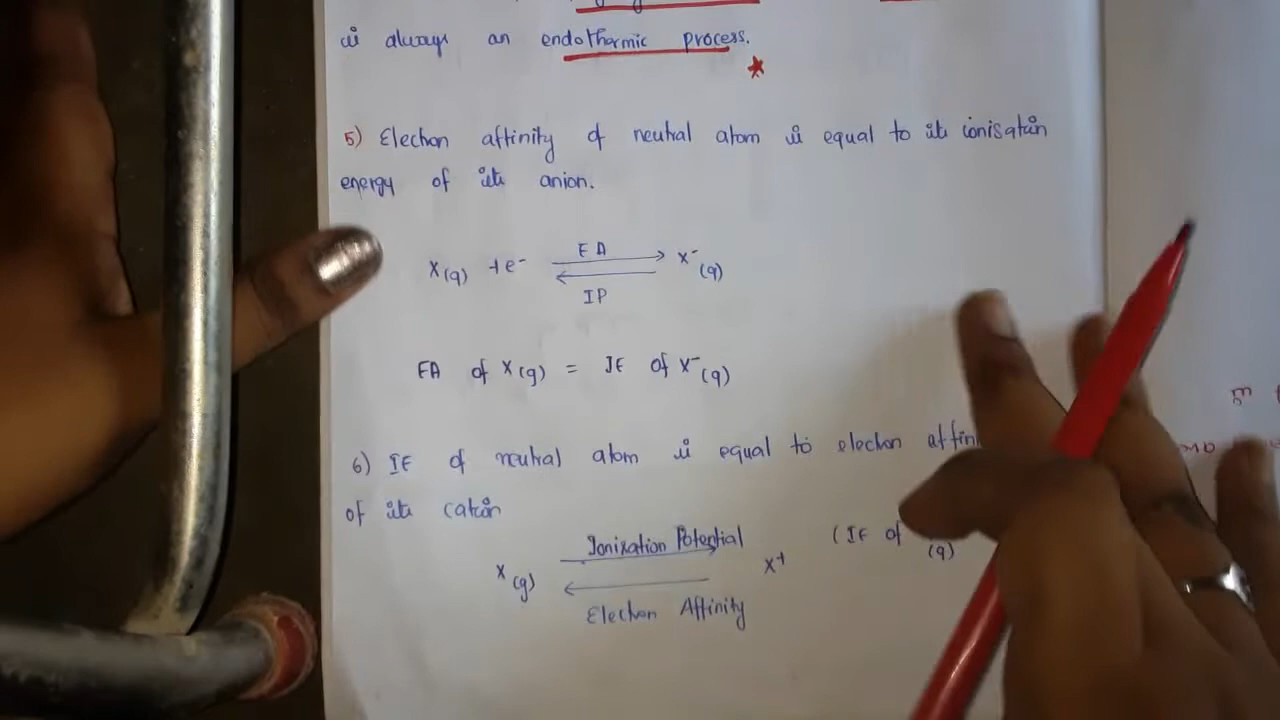 is always an endothermic process.
5) Electron affinity of neutral atom is equal to its ionisation
energy of its anion.
X(g) + e⁻ EA X⁻(g)
IP
EA of X(g) = IE of X⁻(g)
6) IE of neutral atom is equal to electron
of its cation
Ionization Potential
X(g) X⁺ (IE of (g)
Electron Affinity